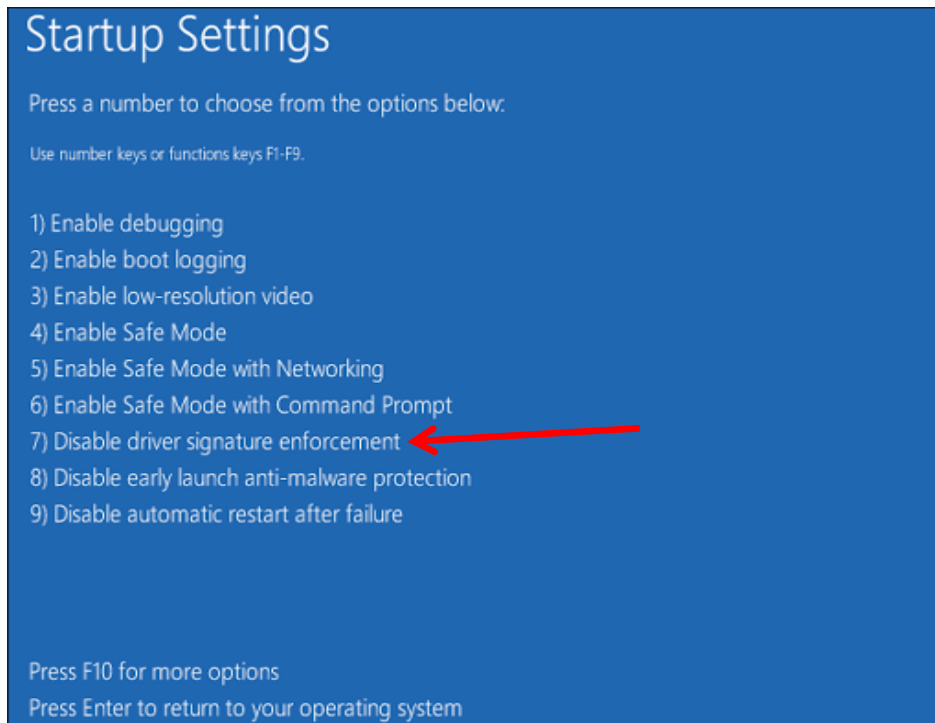 Startup Settings
Press a number to choose from the options below:
Use number keys or functions keys F1-F9.
1) Enable debugging
2) Enable boot logging
3) Enable low-resolution video
4) Enable Safe Mode
5) Enable Safe Mode with Networking
6) Enable Safe Mode with Command Prompt
7) Disable driver signature enforcement
8) Disable early launch anti-malware protection
9) Disable automatic restart after failure
Press F10 for more options
Press Enter to return to your operating system